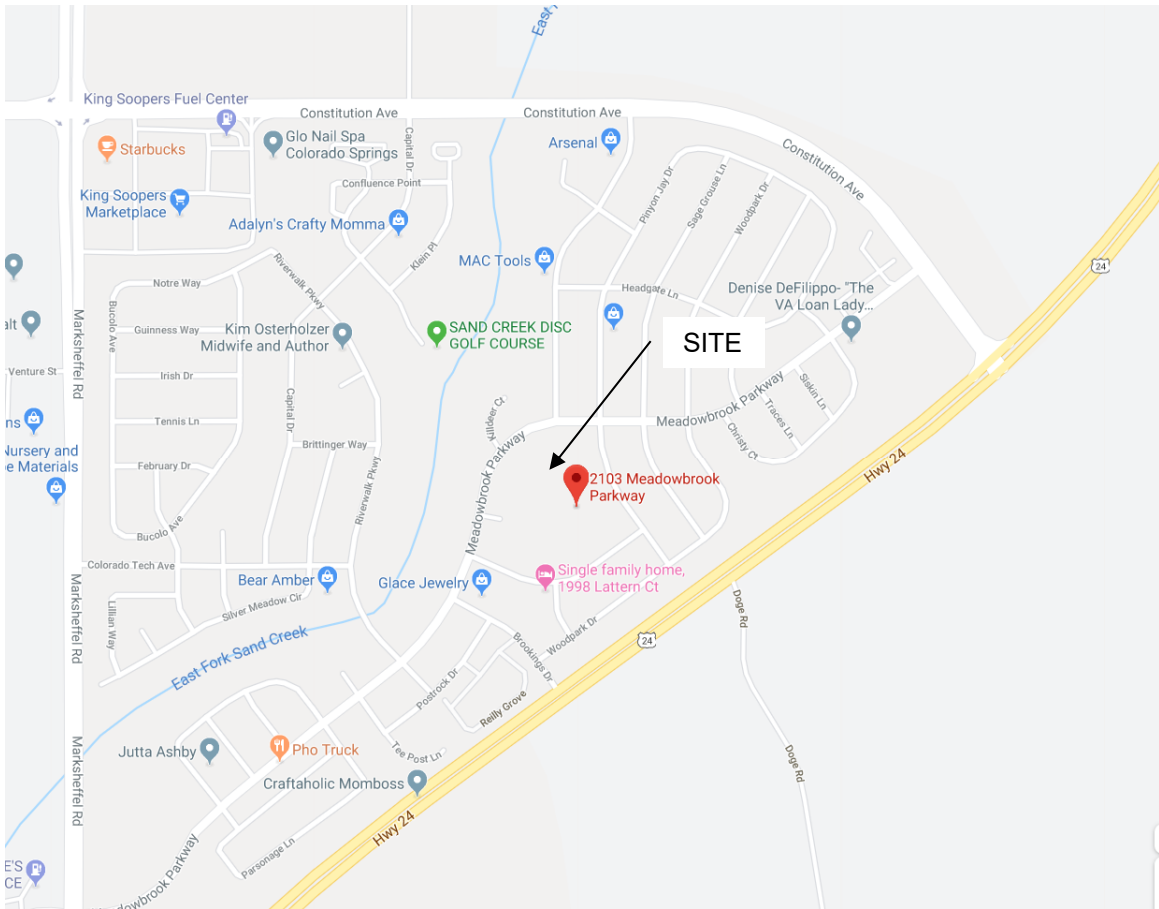 East
King Soopers Fuel Center
Constitution Ave
Constitution Ave
Starbucks
Glo Nail Spa
Colorado Springs
Capital Dr
Arsenal
Constitution Ave
Confluence Point
King Soopers
Marketplace
Adalyn's Crafty Momma
Pinyon Jay Dr
Sage Grouse Ln
Woodpark Dr
Klein Pl
MAC Tools
Riverwalk Pkwy
24
Notre Way
Headgate Ln
Denise DeFilippo- "The
VA Loan Lady...
Bucolo Ave
Marksheffel Rd
alt
Guinness Way
Kim Osterholzer
Midwife and Author
SAND CREEK DISC
GOLF COURSE
SITE
Venture St
Irish Dr
Capital Dr
Siskin Ln
Meadowbrook Parkway
Traces Ln
Killdeer Ct
ns
Tennis Ln
Christy Ct
Brittinger Way
Nursery and
e Materials
February Dr
Riverwalk Pkwy
Meadowbrook Parkway
2103 Meadowbrook
Parkway
Hwy 24
Bucolo Ave
Colorado Tech Ave
Bear Amber
Glace Jewelry
Single family home,
1998 Lattern Ct
Marksheffel Rd
Lillian Way
Silver Meadow Cir
Doge Rd
East Fork Sand Creek
Brookings Dr
Woodpark Dr
24
Postrock Dr
Reilly Grove
Jutta Ashby
Pho Truck
Tee Post Ln
Marksheffel Rd
Craftaholic Momboss
Doge Rd
Hwy 24
Parsonage Ln
E'S
CE
eadowbrook Parkway